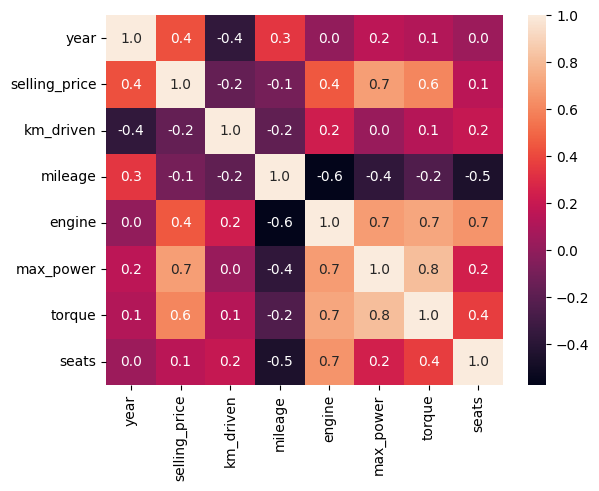 year 1.0 0.4 -0.4 0.3 0.0 0.2 0.1 0.0
selling_price 0.4 1.0 -0.2 -0.1 0.4 0.7 0.6 0.1
km_driven -0.4 -0.2 1.0 -0.2 0.2 0.0 0.1 0.2
mileage 0.3 -0.1 -0.2 1.0 -0.6 -0.4 -0.2 -0.5
engine 0.0 0.4 0.2 -0.6 1.0 0.7 0.7 0.7
max_power 0.2 0.7 0.0 -0.4 0.7 1.0 0.8 0.2
torque 0.1 0.6 0.1 -0.2 0.7 0.8 1.0 0.4
seats 0.0 0.1 0.2 -0.5 0.7 0.2 0.4 1.0
year
selling_price
km_driven
mileage
engine
max_power
torque
seats
1.0
0.8
0.6
0.4
0.2
0.0
−0.2
−0.4